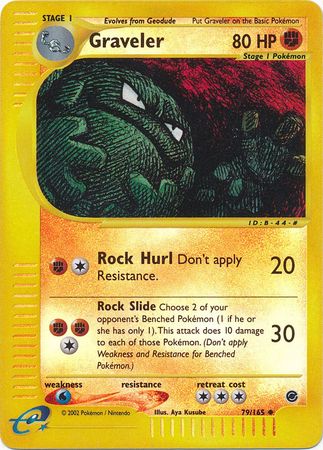 STAGE 1
Evolves from Geodude
Put Graveler on the Basic Pokémon
Graveler
80 HP
Stage 1 Pokémon
ID:B-44-#
Rock Hurl Don't apply
Resistance.
20
Rock Slide Choose 2 of your
opponent's Benched Pokémon (1 if he or
she has only 1). This attack does 10 damage
to each of those Pokémon. (Don't apply
Weakness and Resistance for Benched
Pokémon.)
30
weakness
resistance
retreat cost
e
© 2002 Pokémon / Nintendo
Illus. Aya Kusube
79/165